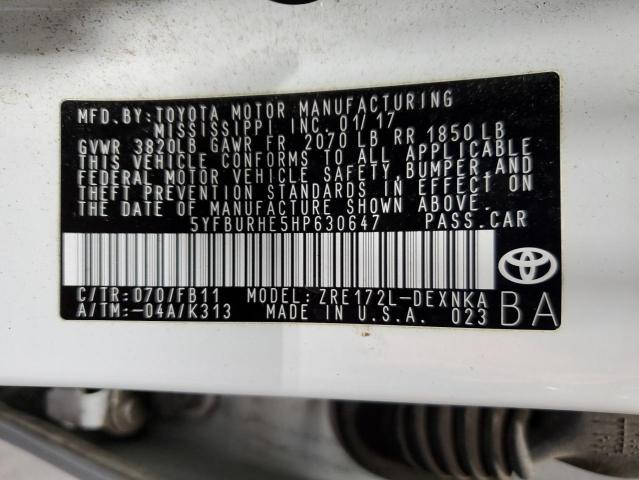 MFD. BY: TOYOTA MOTOR MANUFACTURING
MISSISSIPPI INC. 01/17
GVWR 3820LB GAWR FR 2070 LB RR 1850 LB
THIS VEHICLE CONFORMS TO ALL APPLICABLE
FEDERAL MOTOR VEHICLE SAFETY, BUMPER, AND
THEFT PREVENTION STANDARDS IN EFFECT ON
THE DATE OF MANUFACTURE SHOWN ABOVE.
5YFBURHE5HP630647 PASS.CAR
C/TR: 070/FB11 MODEL: ZRE172L-DEXNKA
A/TM: -04A/K313 MADE IN U.S.A. 023
BA